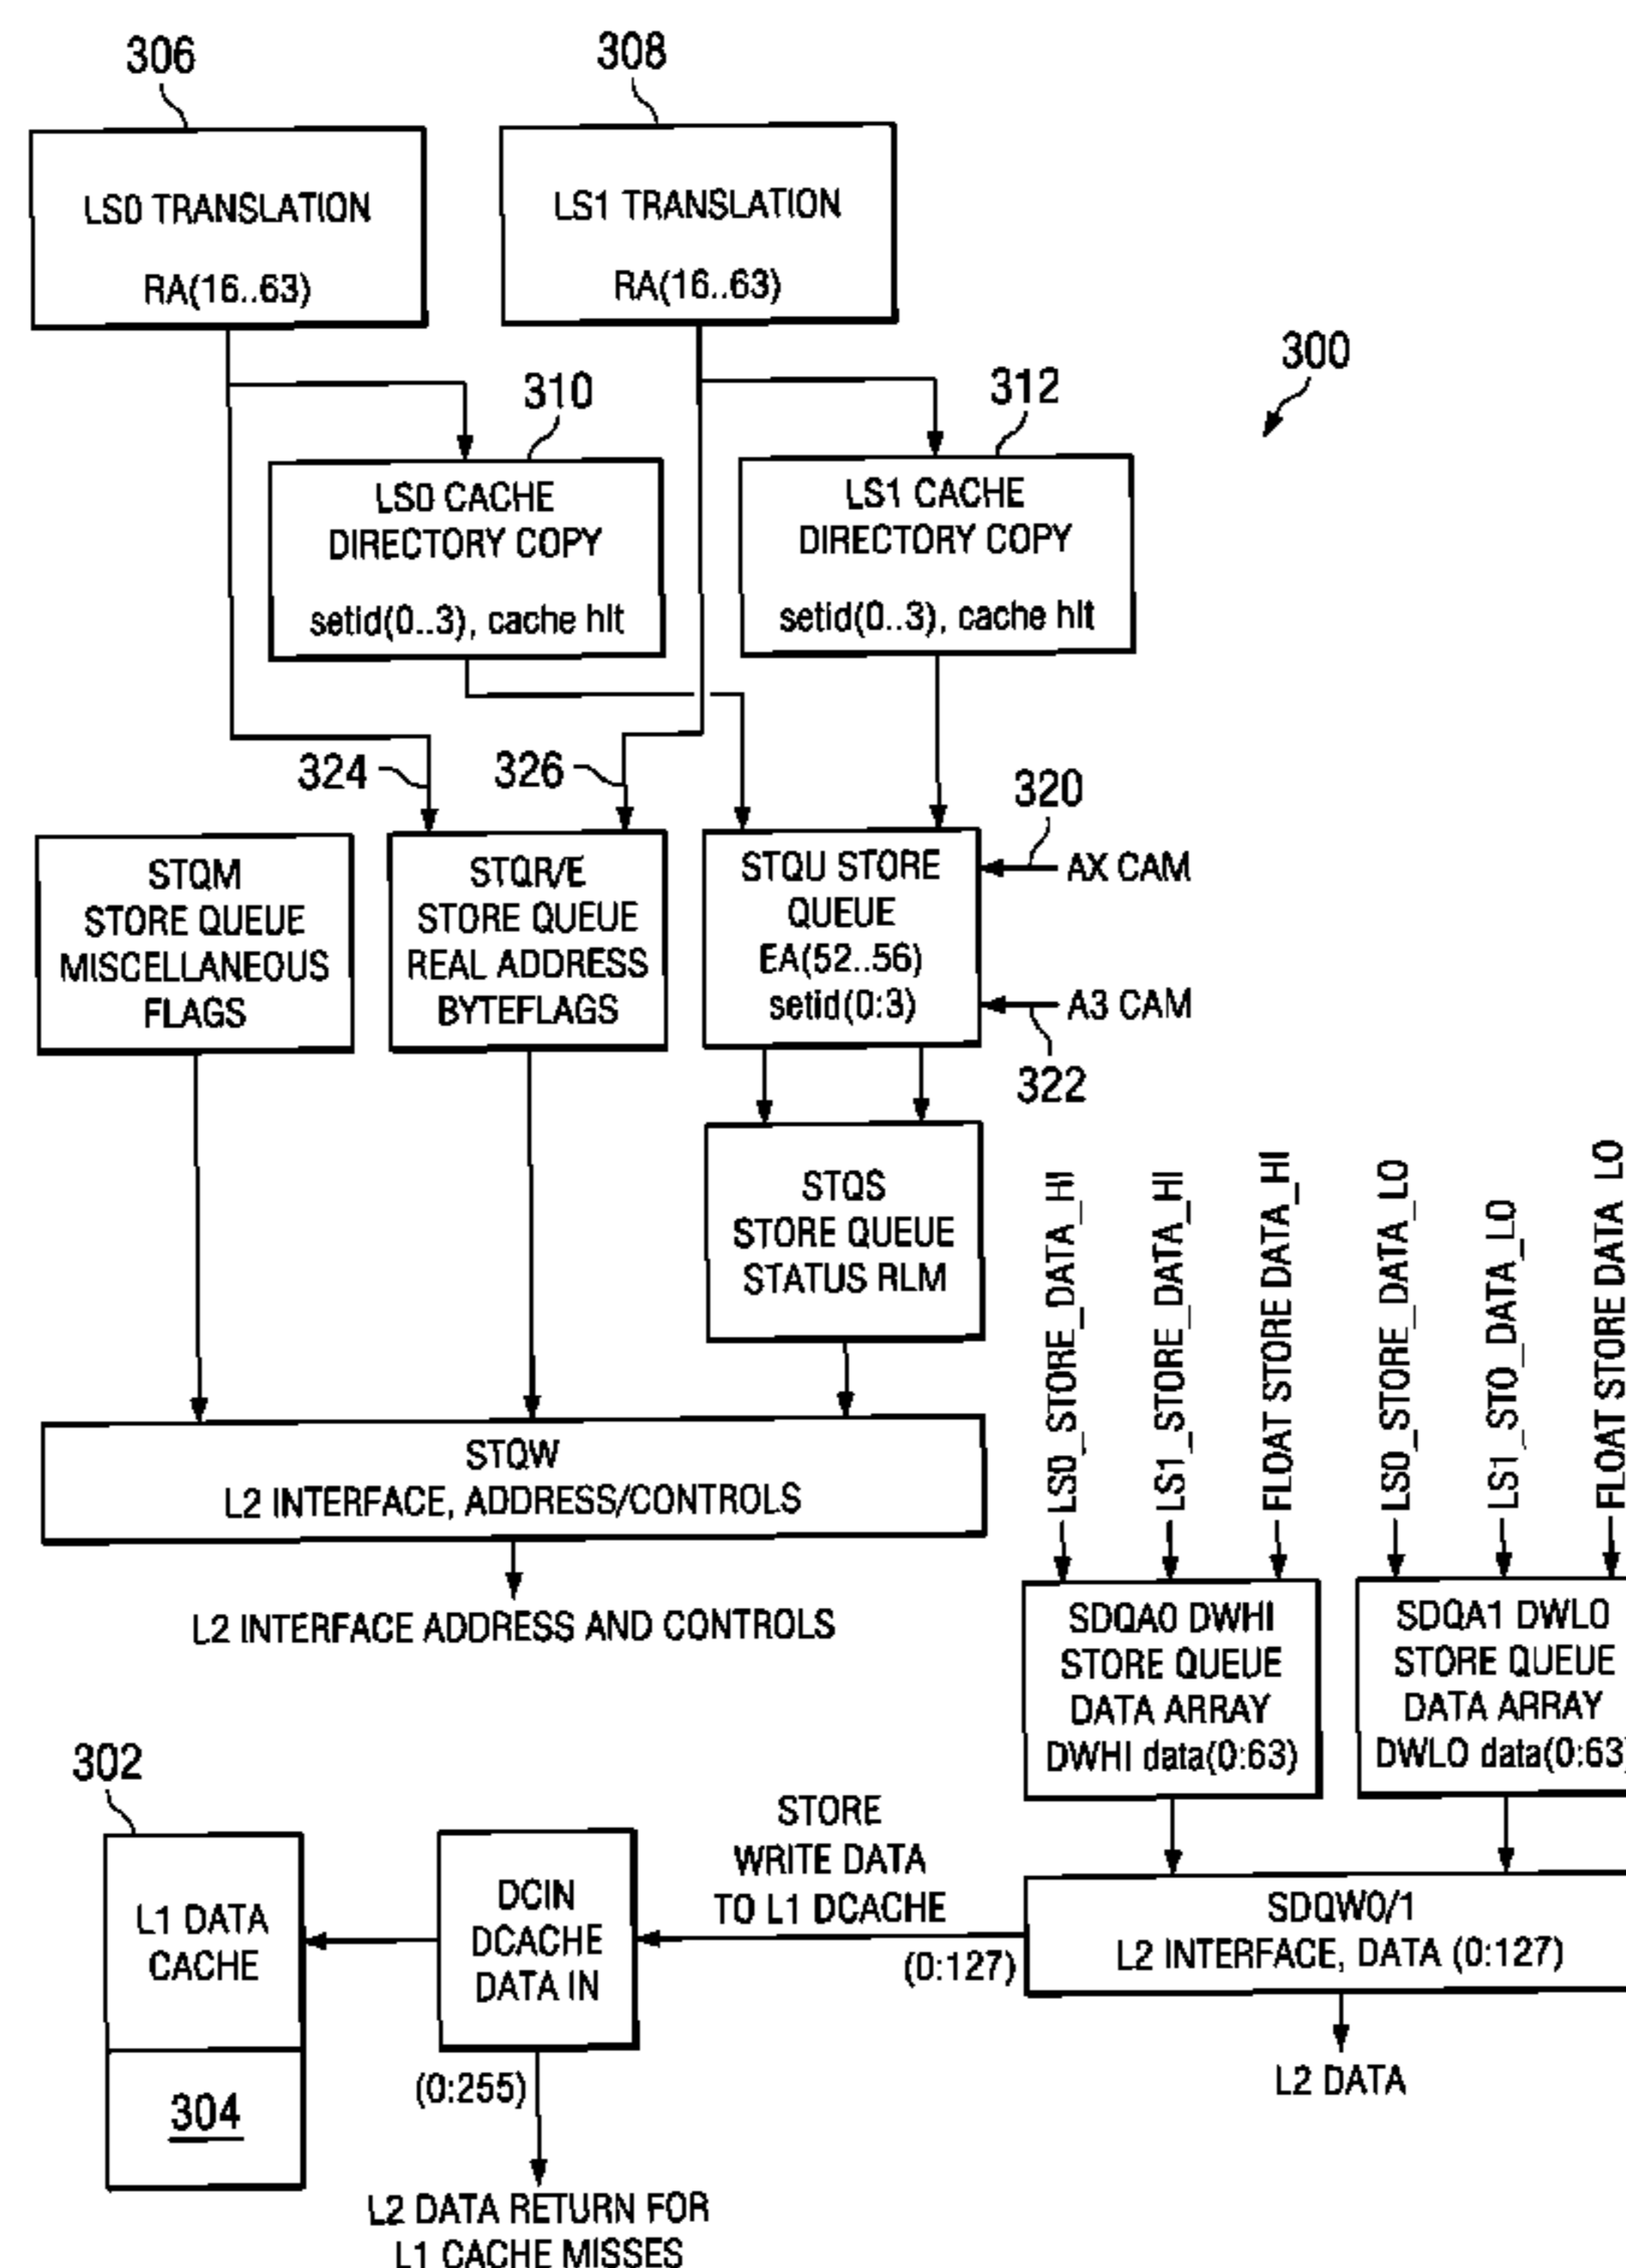 306
308
LS0 TRANSLATION
RA(16..63)
LS1 TRANSLATION
RA(16..63)
300
310
312
LS0 CACHE
DIRECTORY COPY
setid(0..3), cache hit
LS1 CACHE
DIRECTORY COPY
setid(0..3), cache hit
324
326
320
AX CAM
STQM
STORE QUEUE
MISCELLANEOUS
FLAGS
STQR/E
STORE QUEUE
REAL ADDRESS
BYTEFLAGS
STQU STORE
QUEUE
EA(52..56)
setid(0:3)
A3 CAM
322
STQS
STORE QUEUE
STATUS RLM
LS0_STORE_DATA_HI
LS1_STORE_DATA_HI
FLOAT STORE DATA_HI
LS0_STORE_DATA_LO
LS1_STO_DATA_LO
FLOAT STORE DATA LO
STQW
L2 INTERFACE, ADDRESS/CONTROLS
L2 INTERFACE ADDRESS AND CONTROLS
SDQA0 DWHI
STORE QUEUE
DATA ARRAY
DWHI data(0:63)
SDQA1 DWLO
STORE QUEUE
DATA ARRAY
DWLO data(0:63)
302
L1 DATA
CACHE
304
DCIN
DCACHE
DATA IN
(0:255)
STORE
WRITE DATA
TO L1 DCACHE
(0:127)
SDQW0/1
L2 INTERFACE, DATA (0:127)
L2 DATA
L2 DATA RETURN FOR
L1 CACHE MISSES